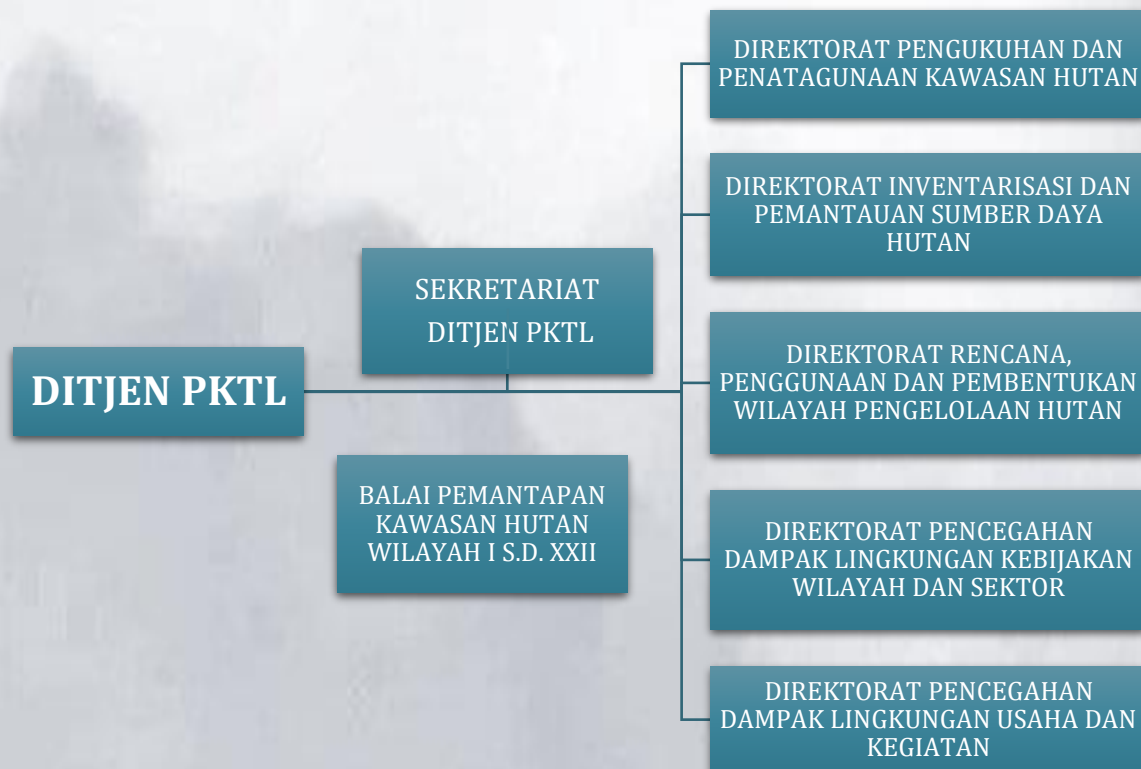 DITJEN PKTL
SEKRETARIAT
DITJEN PKTL
BALAI PEMANTAPAN
KAWASAN HUTAN
WILAYAH I S.D. XXII
DIREKTORAT PENGUKUHAN DAN
PENATAGUNAAN KAWASAN HUTAN
DIREKTORAT INVENTARISASI DAN
PEMANTAUAN SUMBER DAYA
HUTAN
DIREKTORAT RENCANA,
PENGGUNAAN DAN PEMBENTUKAN
WILAYAH PENGELOLAAN HUTAN
DIREKTORAT PENCEGAHAN
DAMPAK LINGKUNGAN KEBIJAKAN
WILAYAH DAN SEKTOR
DIREKTORAT PENCEGAHAN
DAMPAK LINGKUNGAN USAHA DAN
KEGIATAN